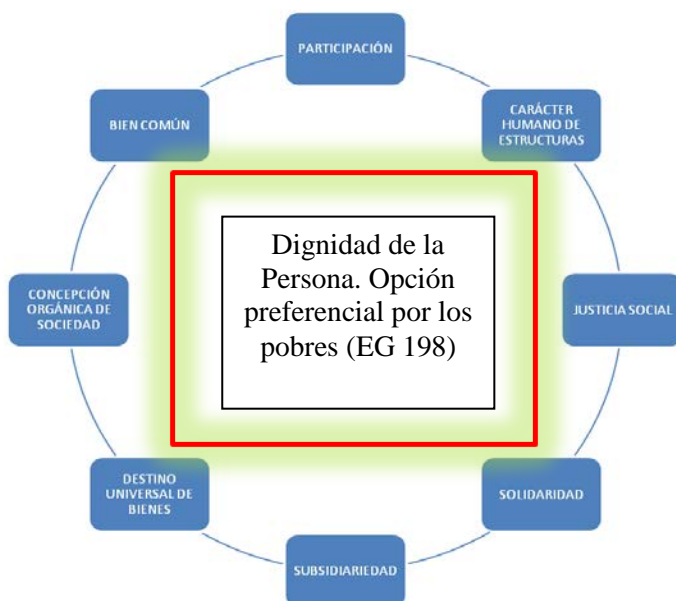 PARTICIPACIÓN
CARÁCTER
HUMANO DE
ESTRUCTURAS
JUSTICIA SOCIAL
SOLIDARIDAD
SUBSIDIARIEDAD
DESTINO
UNIVERSAL DE
BIENES
CONCEPCIÓN
ORGÁNICA DE
SOCIEDAD
BIEN COMÚN
Dignidad de la
Persona. Opción
preferencial por los
pobres (EG 198)